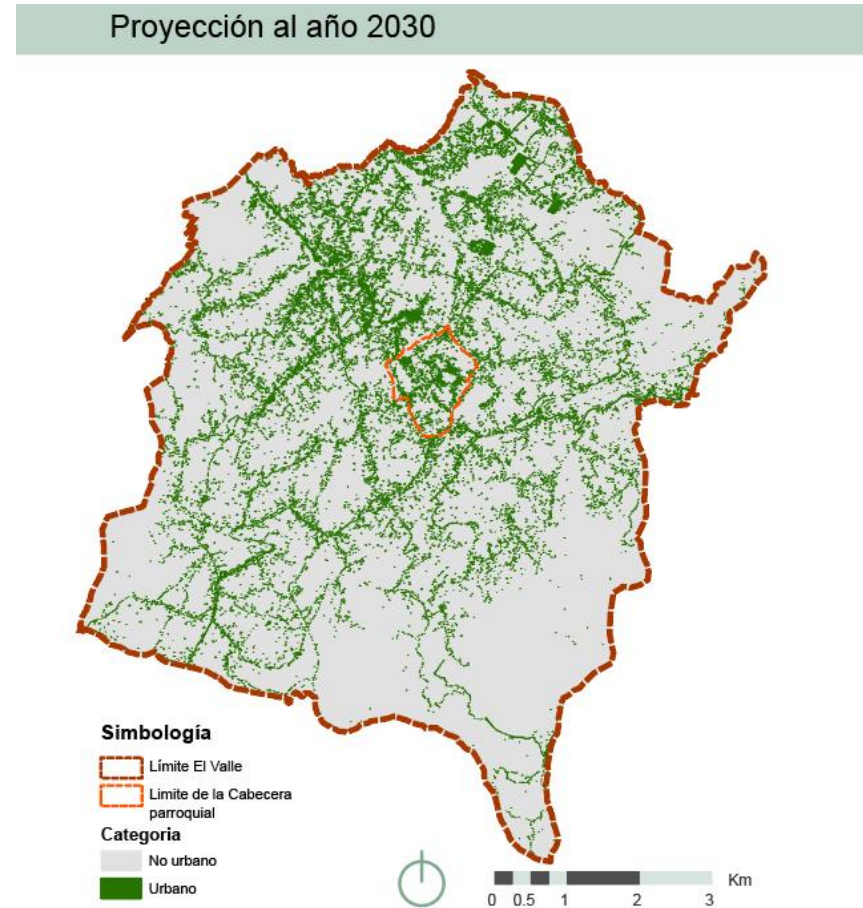 Proyección al año 2030
Simbología
Límite El Valle
Limite de la Cabecera
parroquial
Categoria
No urbano
Urbano
Km
0 0.5 1 2 3